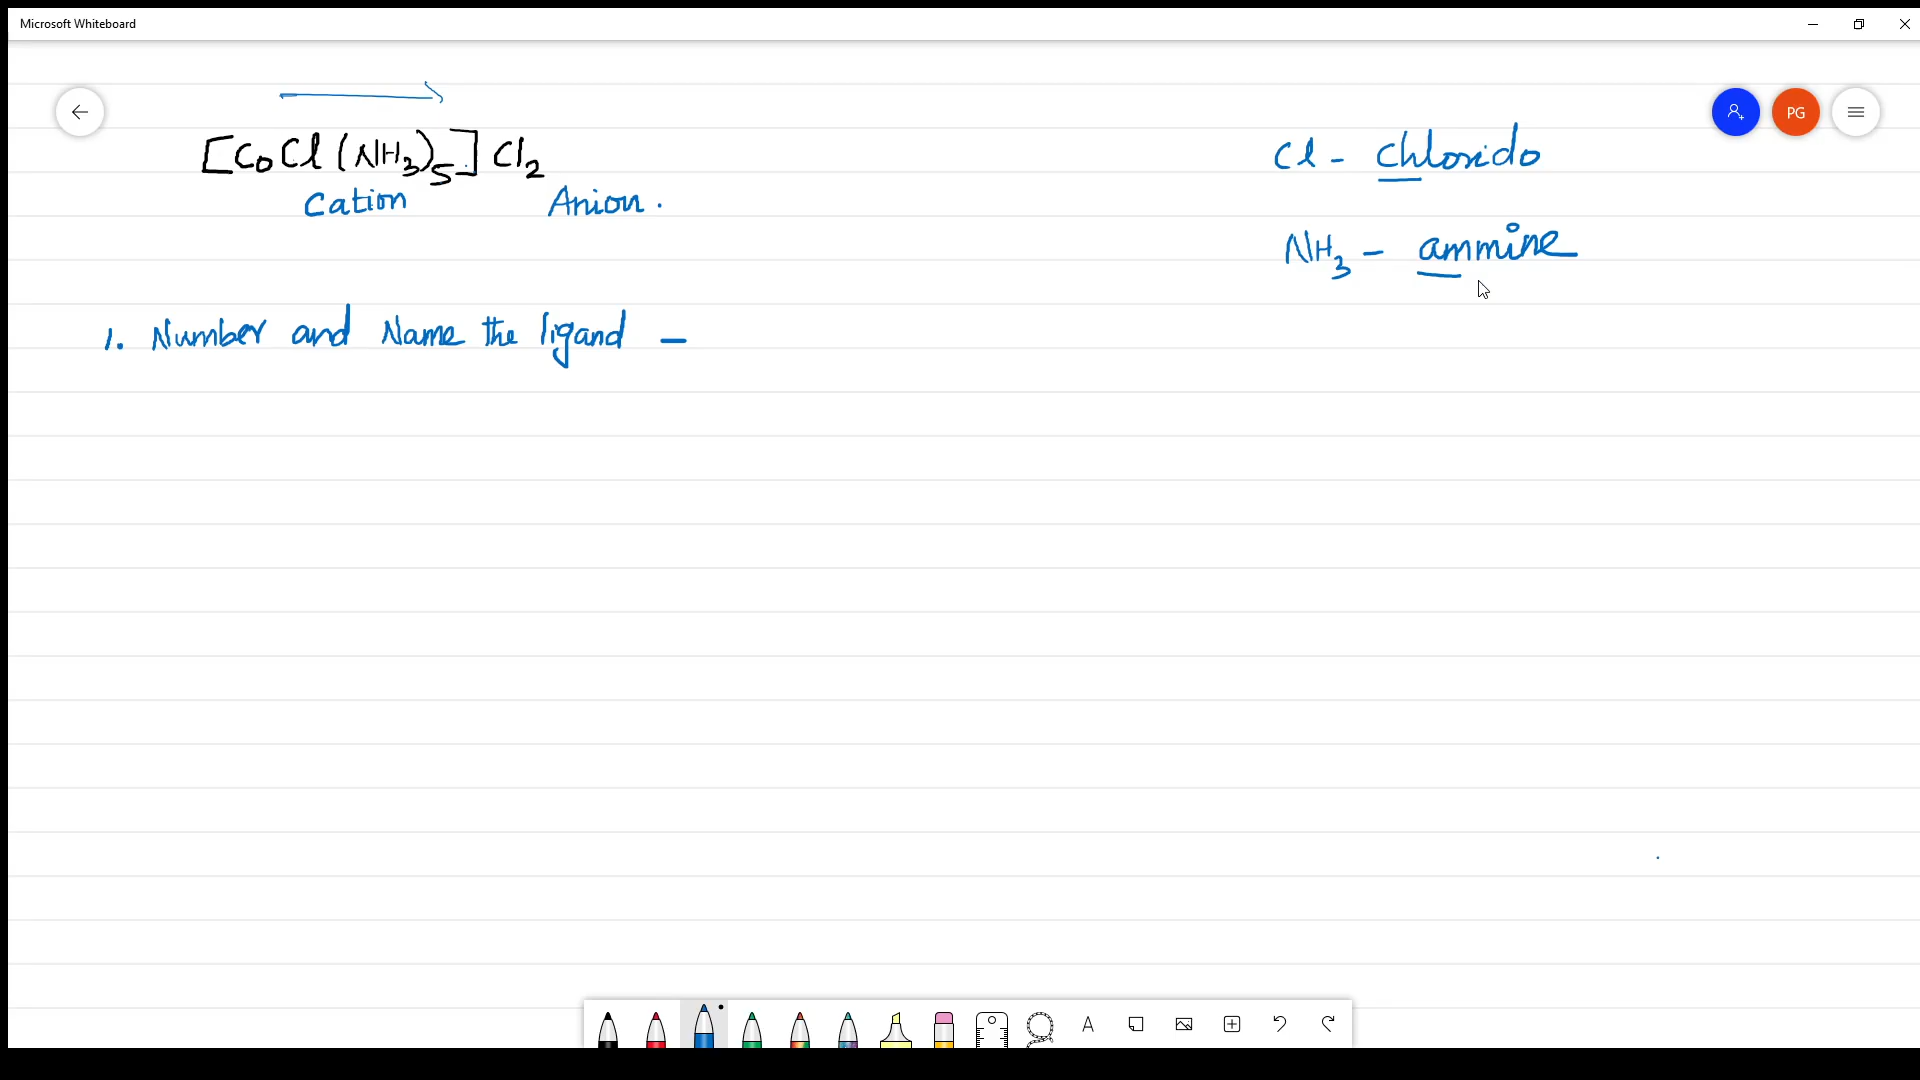 Microsoft Whiteboard
[CoCl(NH₃)₅]Cl₂
Cation Anion.
Cl - Chlorido
NH₃ - ammine
PG
1. Number and Name the ligand -
A